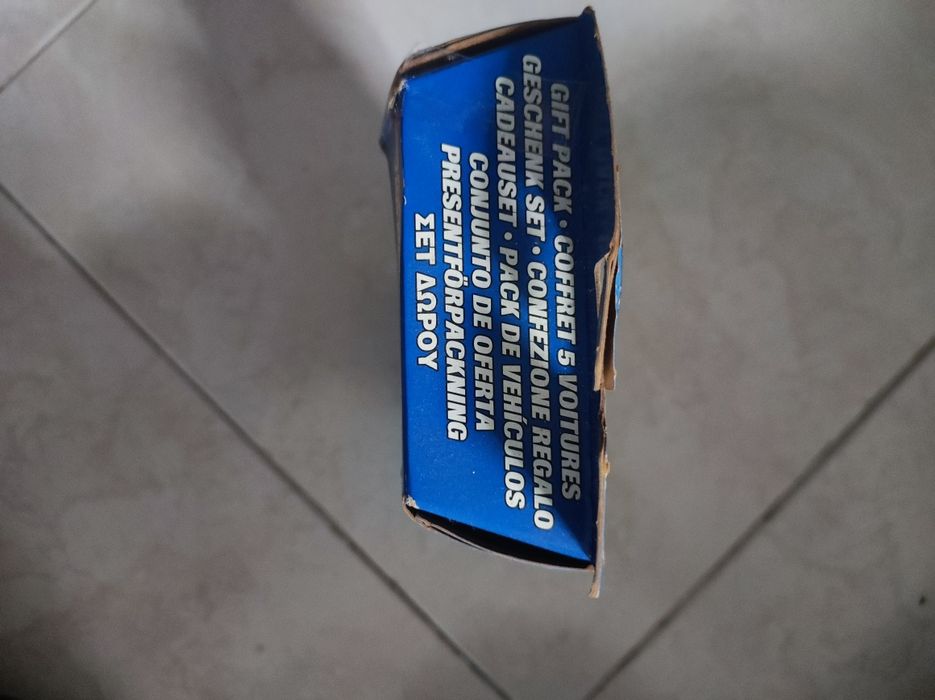 GIFT PACK • COFFRET 5 VOITURES
GESCHENK SET • CONFEZIONE REGALO
CADEAUSET • PACK DE VEHÍCULOS
CONJUNTO DE OFERTA
PRESENTFÖRPACKNING
ΣΕΤ ΔΩΡΟΥ